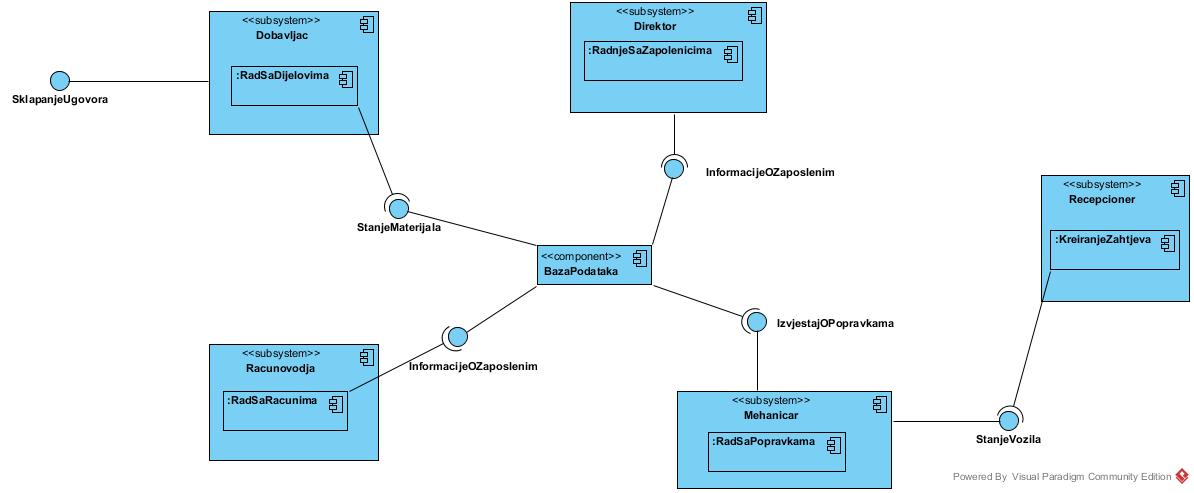 <<subsystem>>
Dobavljac
:RadSaDijelovima
SklapanjeUgovora
<<subsystem>>
Direktor
:RadnjeSaZapolenicima
InformacijeOZaposlenim
StanjeMaterijala
<<component>>
BazaPodataka
<<subsystem>>
Recepcioner
:KreiranjeZahtjeva
IzvjestajOPopravkama
InformacijeOZaposlenim
<<subsystem>>
Racunovodja
:RadSaRacunima
<<subsystem>>
Mehanicar
:RadSaPopravkama
StanjeVozila
Powered By Visual Paradigm Community Edition